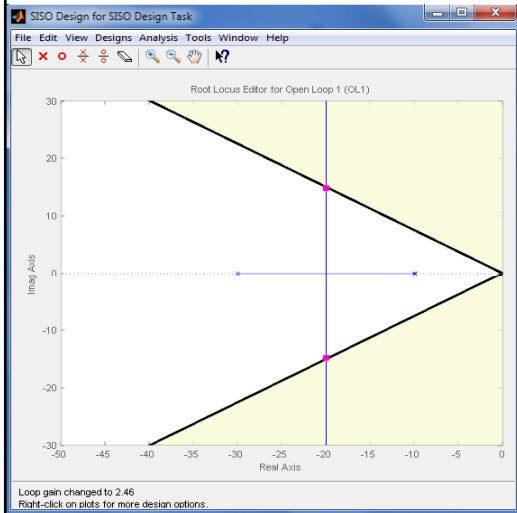 SISO Design for SISO Design Task
File Edit View Designs Analysis Tools Window Help
Root Locus Editor for Open Loop 1 (OL1)
30
20
10
0
-10
-20
-30
Imag Axis
-50 -45 -40 -35 -30 -25 -20 -15 -10 -5 0
Real Axis
Loop gain changed to 2.46
Right-click on plots for more design options.